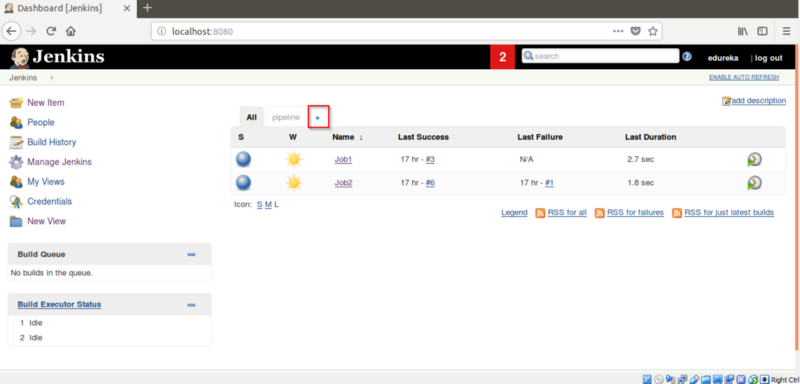 Dashboard [Jenkins]
localhost:8080
Jenkins
2
search
edureka | log out
Jenkins
ENABLE AUTO REFRESH
New Item
People
Build History
Manage Jenkins
My Views
Credentials
New View
Build Queue
No builds in the queue.
Build Executor Status
1 Idle
2 Idle
add description
All pipeline +
S W Name ↓ Last Success Last Failure Last Duration
Job1 17 hr - #3 N/A 2.7 sec
Job2 17 hr - #6 17 hr - #1 1.8 sec
Icon: S M L
Legend RSS for all RSS for failures RSS for just latest builds
Right Ctrl